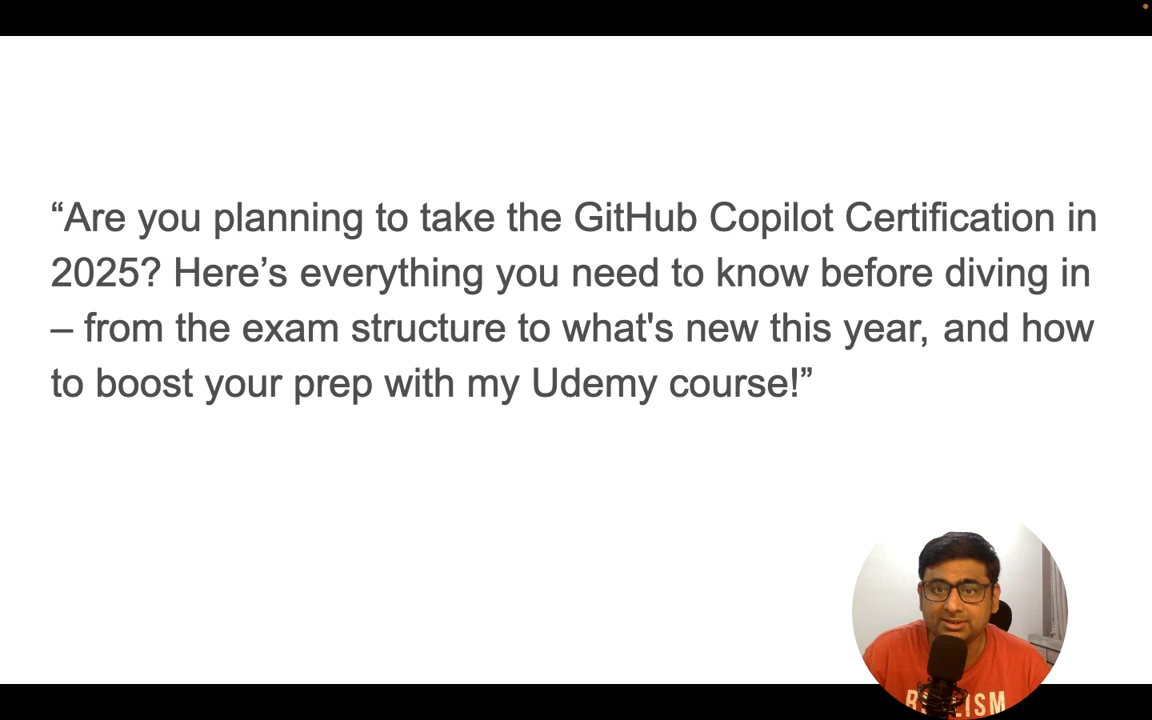 “Are you planning to take the GitHub Copilot Certification in
2025? Here’s everything you need to know before diving in
– from the exam structure to what's new this year, and how
to boost your prep with my Udemy course!”